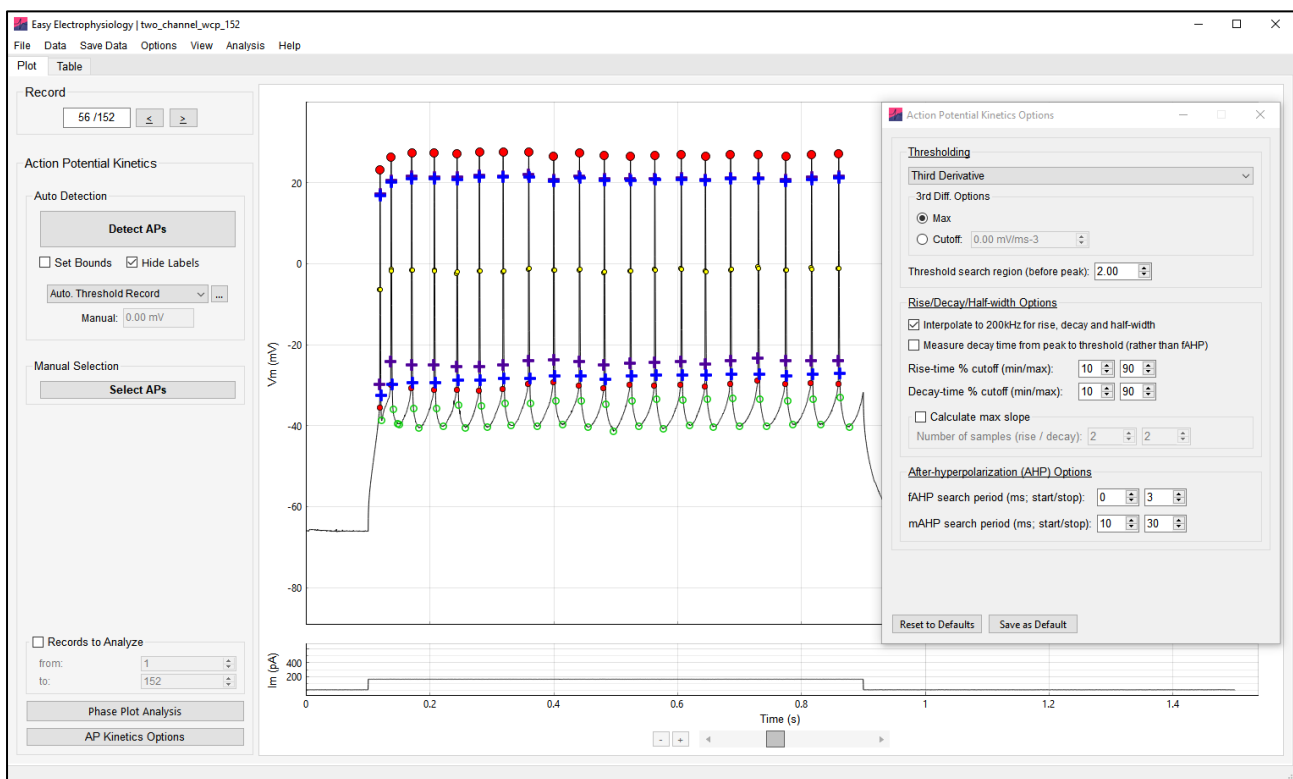 Easy Electrophysiology | two_channel_wcp_152
File Data Save Data Options View Analysis Help
Plot Table
Record
56 /152 < >
Action Potential Kinetics
Auto Detection
Detect APs
Set Bounds Hide Labels
Auto. Threshold Record ...
Manual: 0.00 mV
Manual Selection
Select APs
Records to Analyze
from: 1
to: 152
Phase Plot Analysis
AP Kinetics Options
Vm (mV)
20
0
-20
-40
-60
-80
Im (pA)
400
200
0 0.2 0.4 0.6 0.8 1 1.2 1.4
Time (s)
- +
Action Potential Kinetics Options
Thresholding
Third Derivative
3rd Diff. Options
Max
Cutoff: 0.00 mV/ms-3
Threshold search region (before peak): 2.00
Rise/Decay/Half-width Options
Interpolate to 200kHz for rise, decay and half-width
Measure decay time from peak to threshold (rather than fAHP)
Rise-time % cutoff (min/max): 10 90
Decay-time % cutoff (min/max): 10 90
Calculate max slope
Number of samples (rise / decay): 2 2
After-hyperpolarization (AHP) Options
fAHP search period (ms; start/stop): 0 3
mAHP search period (ms; start/stop): 10 30
Reset to Defaults Save as Default